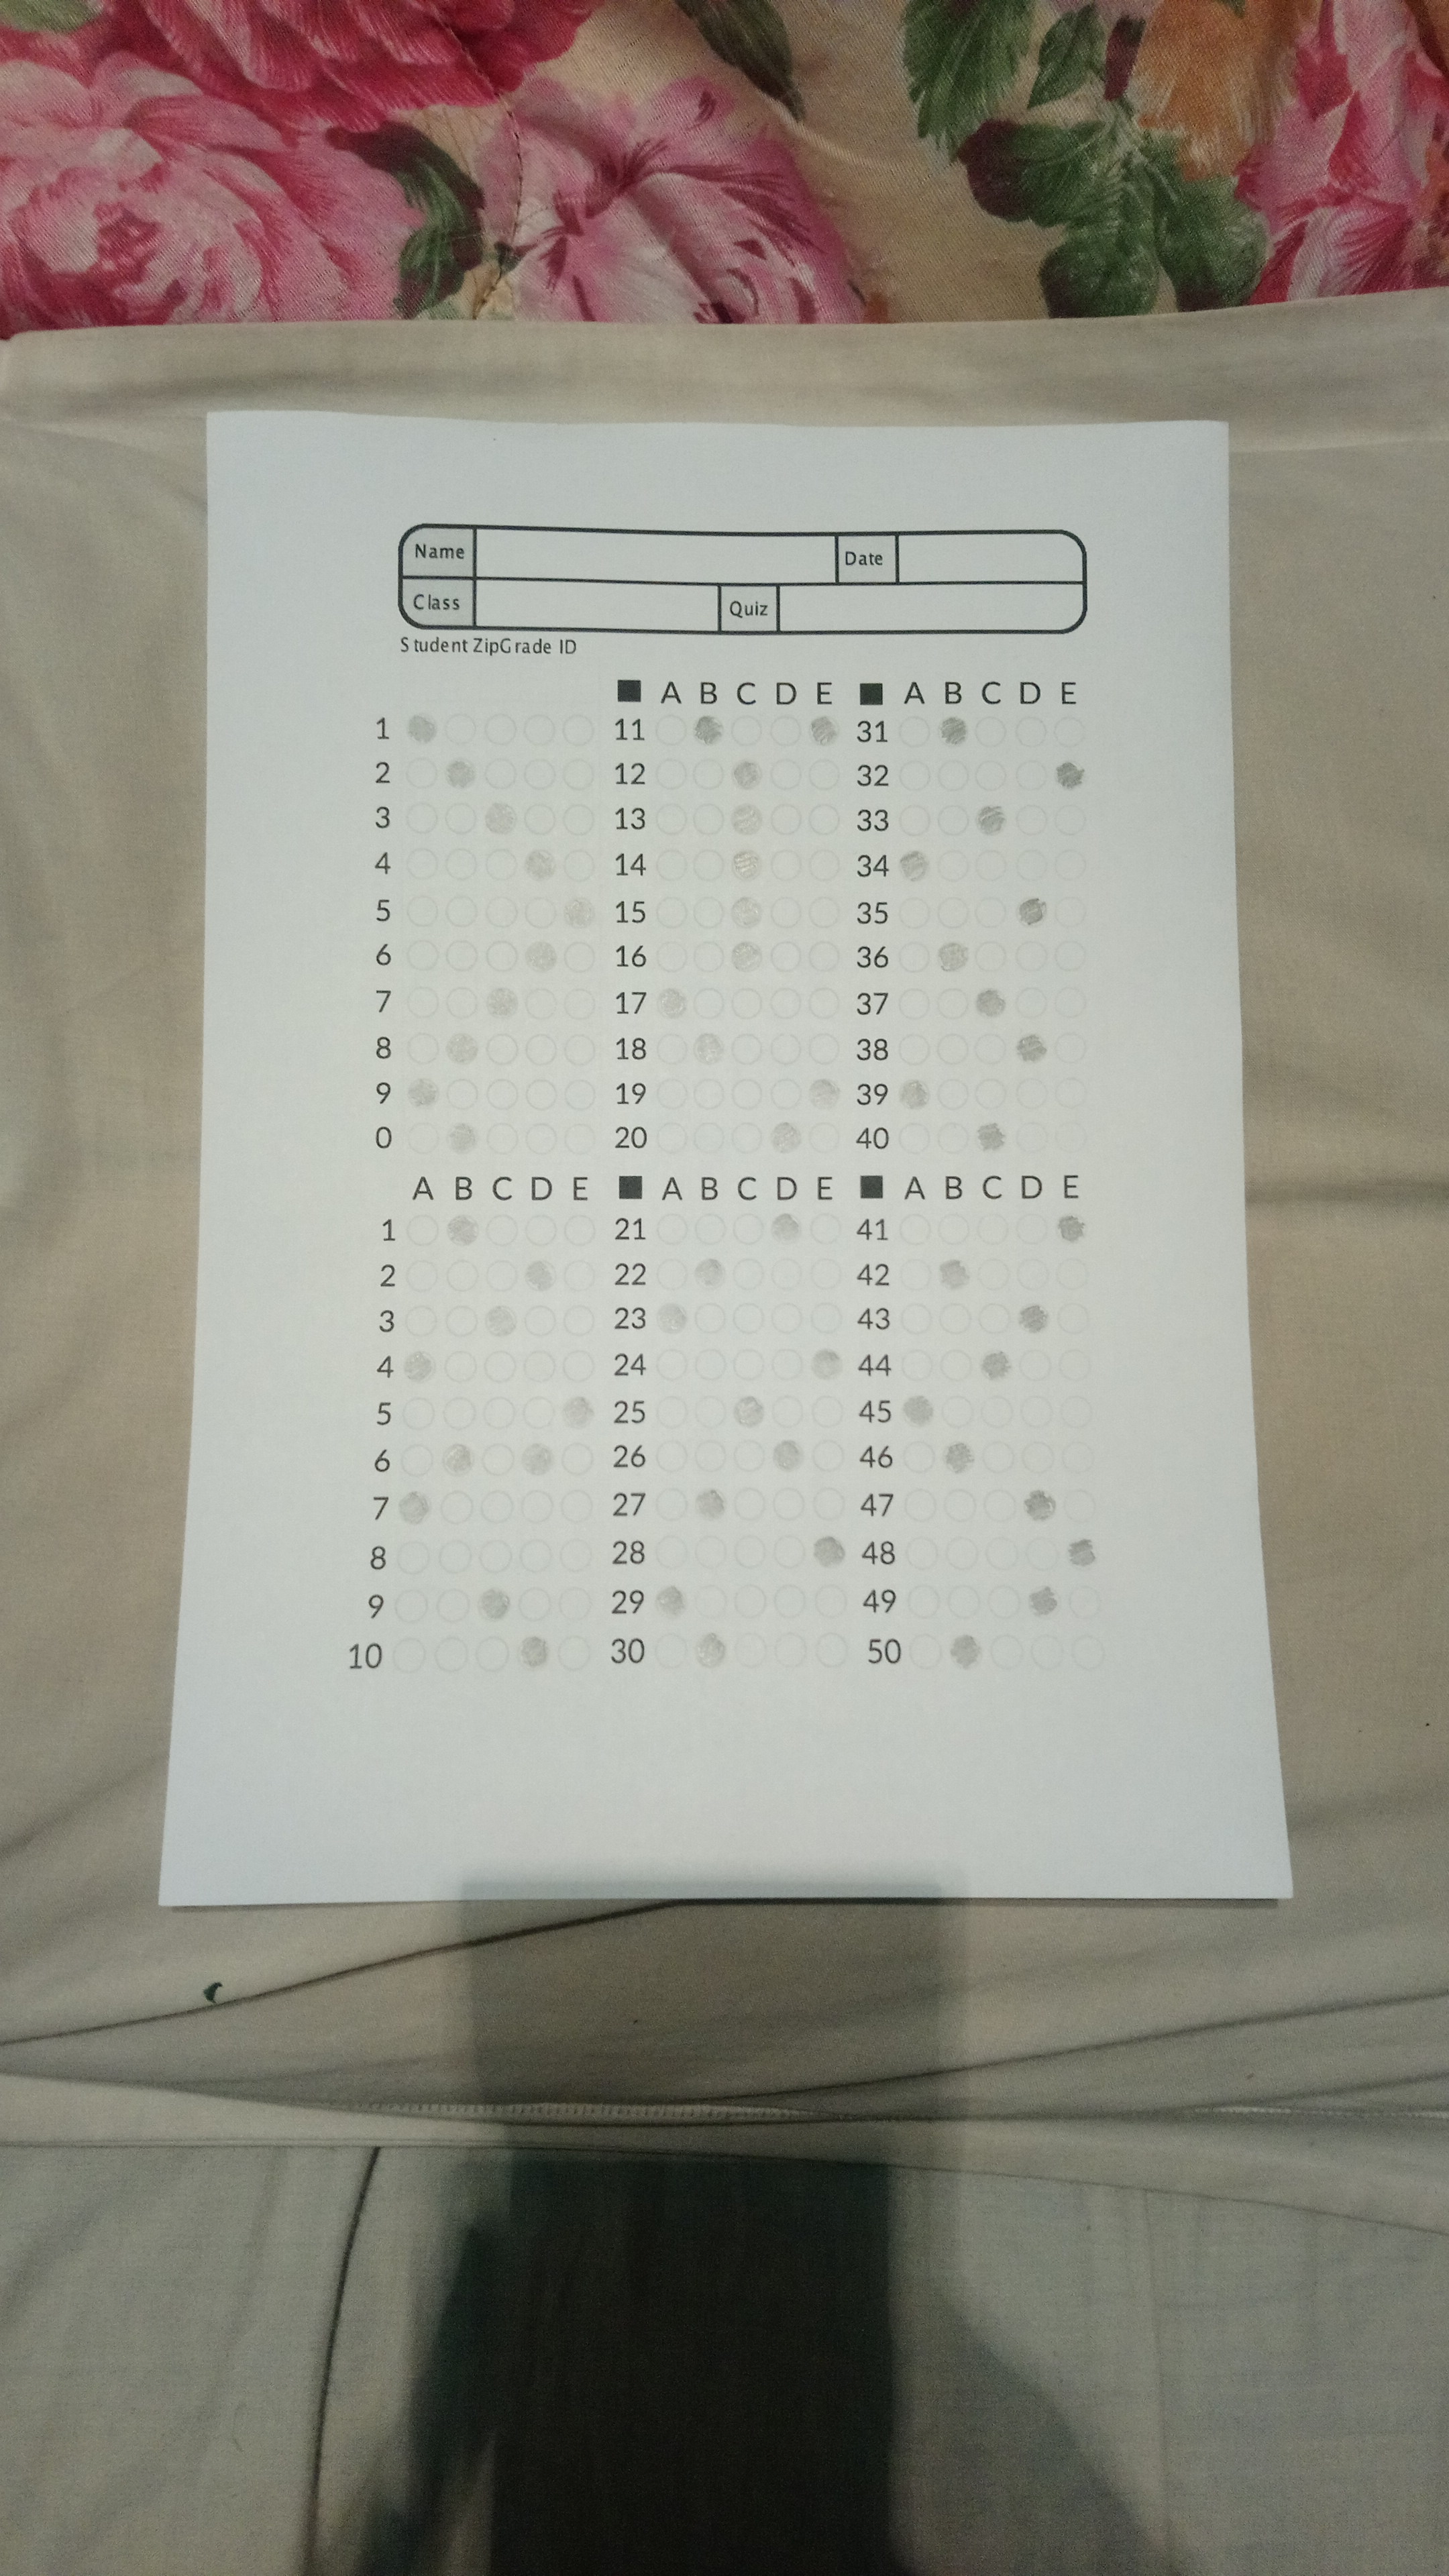 Name Date
Class Quiz
Student ZipGrade ID
■ A B C D E ■ A B C D E
1 11 31
2 12 32
3 13 33
4 14 34
5 15 35
6 16 36
7 17 37
8 18 38
9 19 39
0 20 40
A B C D E ■ A B C D E ■ A B C D E
1 21 41
2 22 42
3 23 43
4 24 44
5 25 45
6 26 46
7 27 47
8 28 48
9 29 49
10 30 50